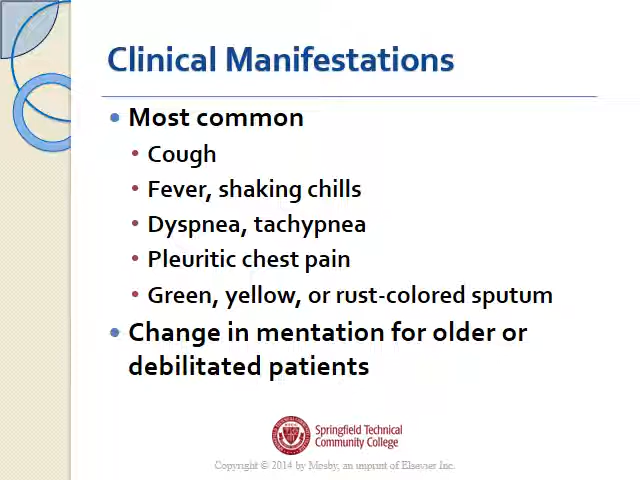 Clinical Manifestations
• Most common
• Cough
• Fever, shaking chills
• Dyspnea, tachypnea
• Pleuritic chest pain
• Green, yellow, or rust-colored sputum
• Change in mentation for older or
debilitated patients
Springfield Technical
Community College
Copyright © 2014 by Mosby, an imprint of Elsevier Inc.